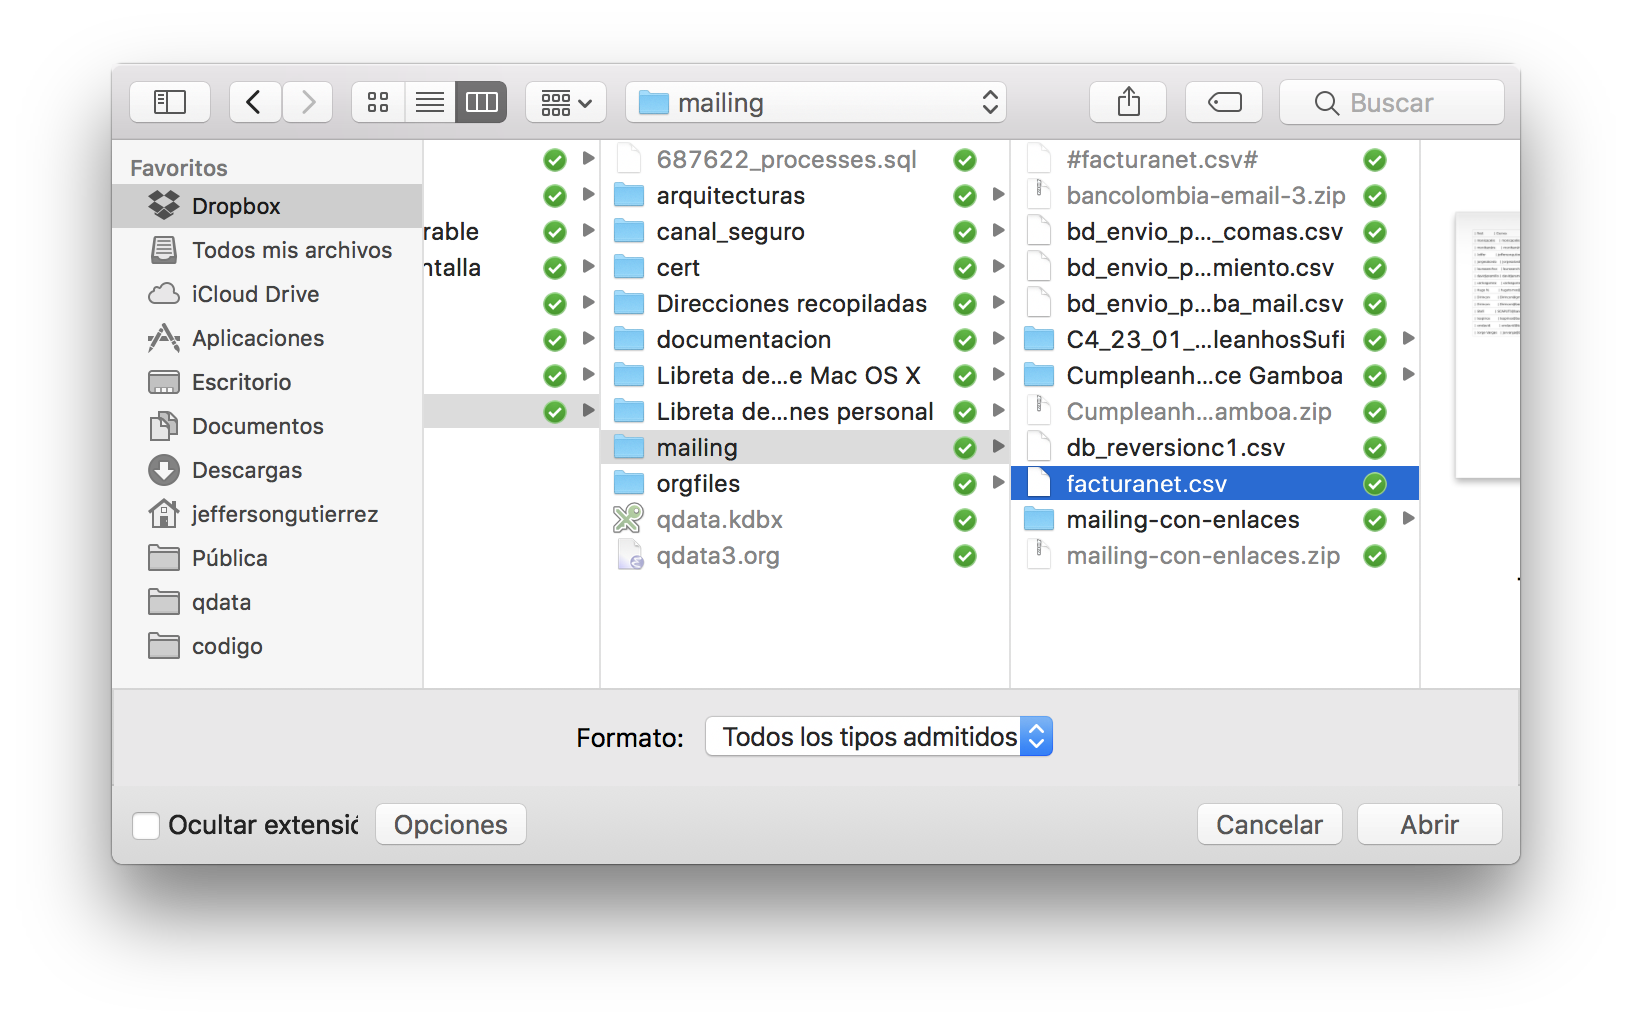 mailing
Buscar
Favoritos
Dropbox
Todos mis archivos
iCloud Drive
Aplicaciones
Escritorio
Documentos
Descargas
jeffersongutierrez
Pública
qdata
codigo
rable
ntalla
687622_processes.sql
arquitecturas
canal_seguro
cert
Direcciones recopiladas
documentacion
Libreta de...e Mac OS X
Libreta de...nes personal
mailing
orgfiles
qdata.kdbx
qdata3.org
#facturanet.csv#
bancolombia-email-3.zip
bd_envio_p..._comas.csv
bd_envio_p...miento.csv
bd_envio_p...ba_mail.csv
C4_23_01_...leanhosSufi
Cumpleanh...ce Gamboa
Cumpleanh...amboa.zip
db_reversionc1.csv
facturanet.csv
mailing-con-enlaces
mailing-con-enlaces.zip
Formato: Todos los tipos admitidos
Ocultar extensió
Opciones
Cancelar
Abrir